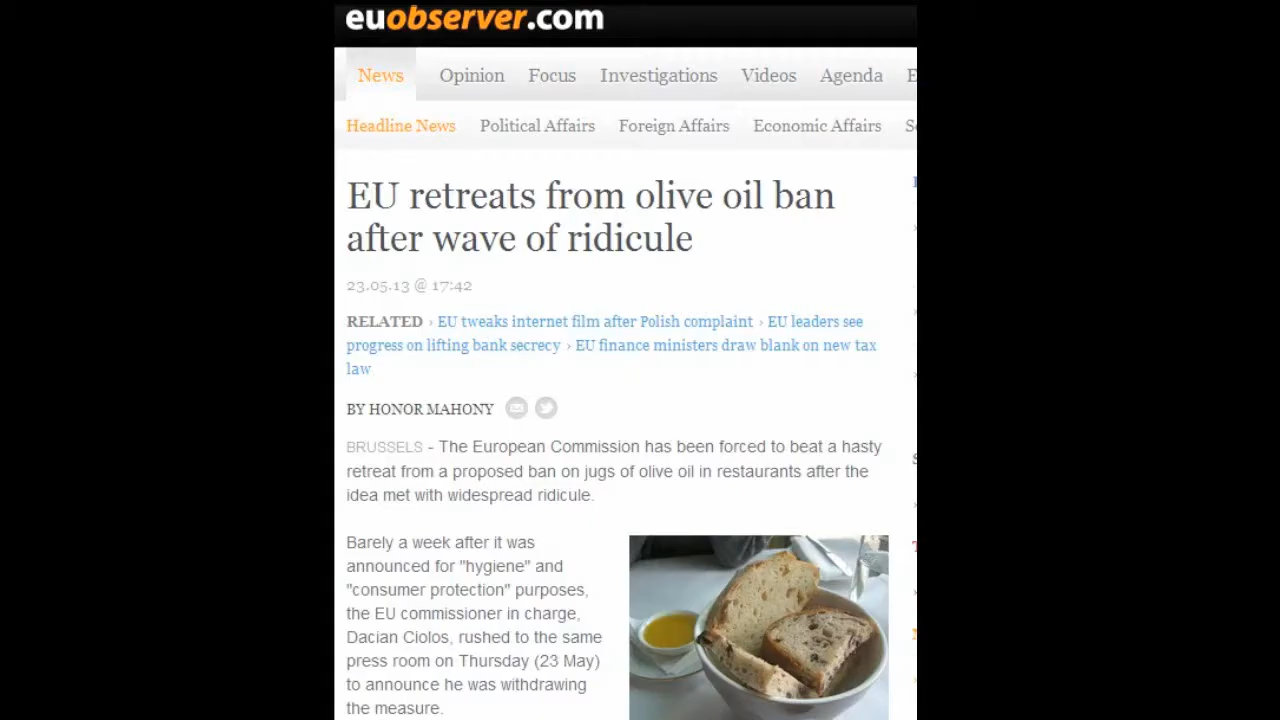 euobserver.com
News Opinion Focus Investigations Videos Agenda E
Headline News Political Affairs Foreign Affairs Economic Affairs
EU retreats from olive oil ban
after wave of ridicule
23.05.13 @ 17:42
RELATED › EU tweaks internet film after Polish complaint › EU leaders see
progress on lifting bank secrecy › EU finance ministers draw blank on new tax
law
BY HONOR MAHONY
BRUSSELS - The European Commission has been forced to beat a hasty
retreat from a proposed ban on jugs of olive oil in restaurants after the
idea met with widespread ridicule.
Barely a week after it was
announced for "hygiene" and
"consumer protection" purposes,
the EU commissioner in charge,
Dacian Ciolos, rushed to the same
press room on Thursday (23 May)
to announce he was withdrawing
the measure.